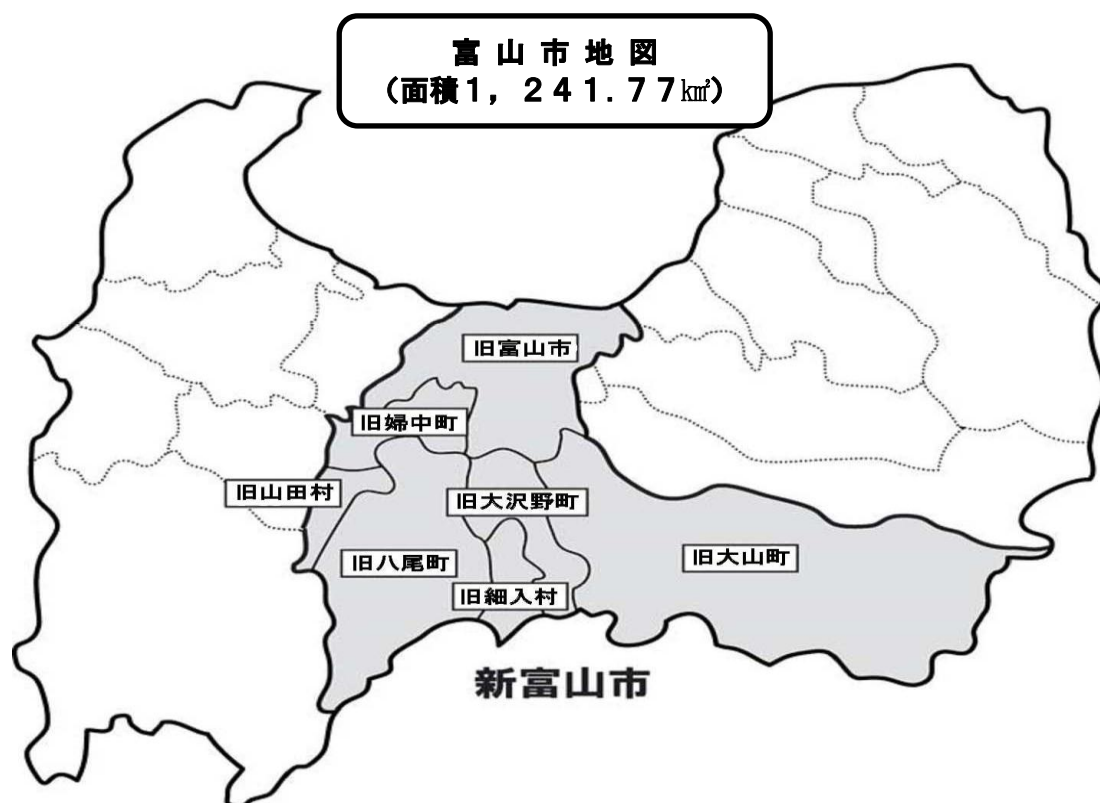 富山市地図
（面積１，２４１．７７㎢）
旧富山市
旧婦中町
旧山田村
旧大沢野町
旧八尾町
旧大山町
旧細入村
新富山市